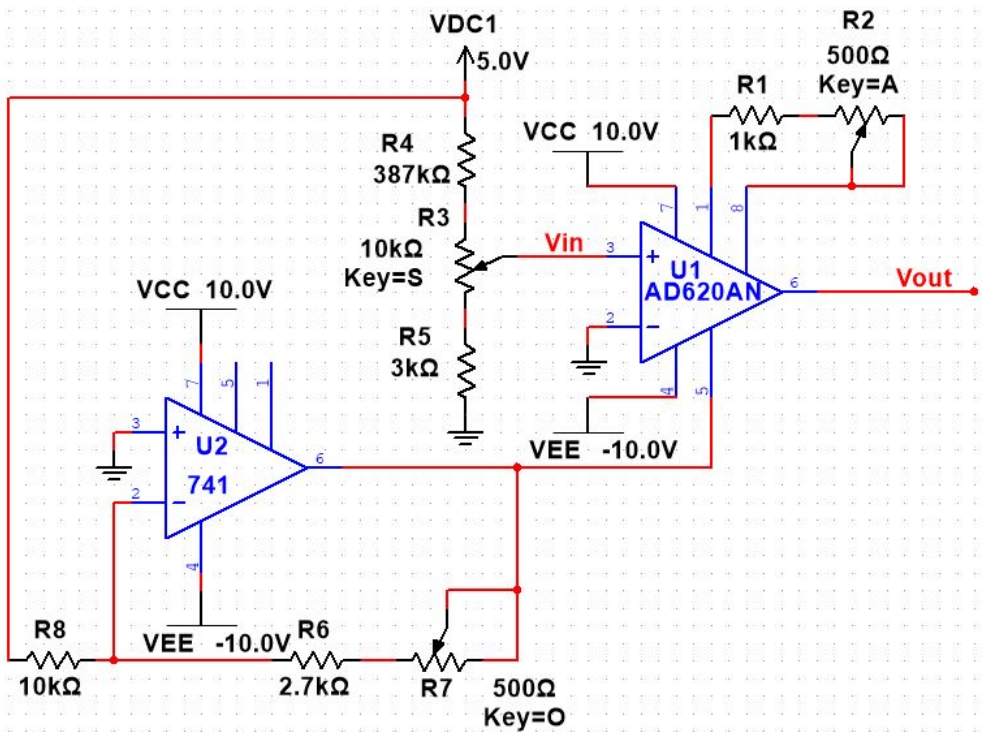 VDC1
5.0V
R2
500Ω
Key=A
R1
1kΩ
VCC 10.0V
R4
387kΩ
R3
10kΩ
Key=S
Vin
7
1
8
3
+
U1
AD620AN
6
Vout
2
−
4
5
VEE -10.0V
R5
3kΩ
VCC 10.0V
7
5
1
3
+
U2
741
6
2
−
4
VEE -10.0V
R8
10kΩ
R6
2.7kΩ
R7
500Ω
Key=O